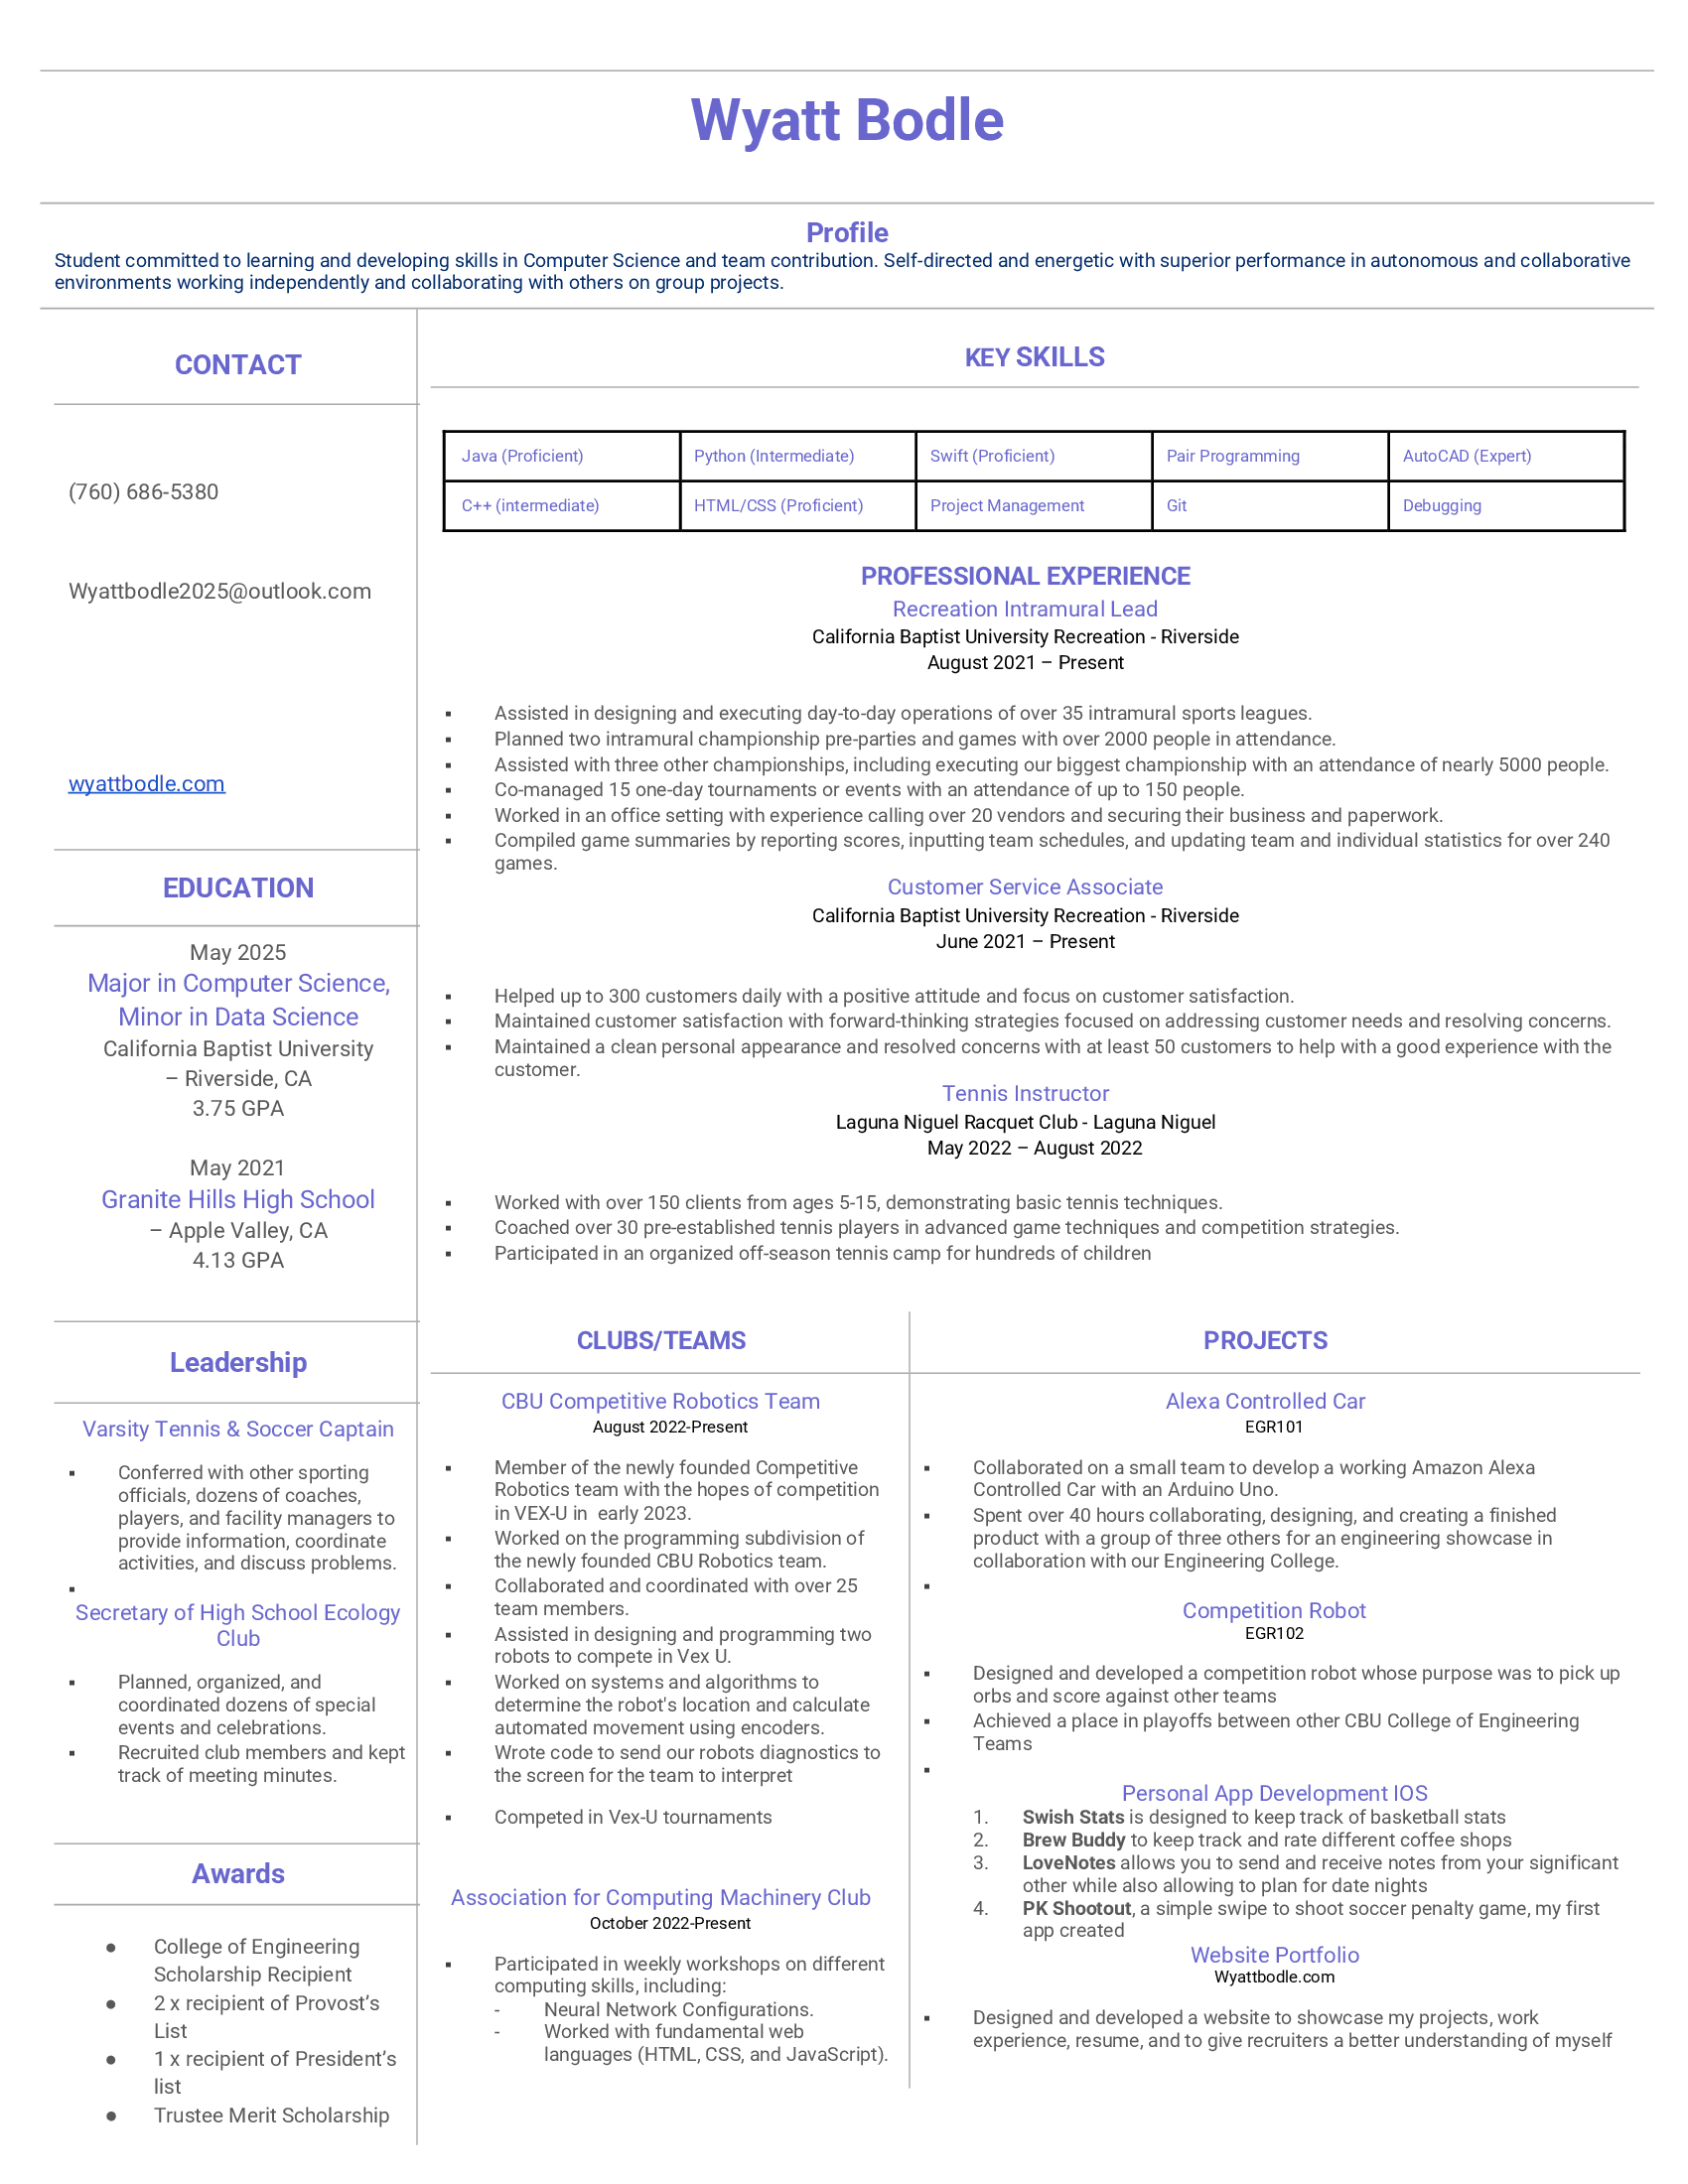 Wyatt Bodle
Profile
Student committed to learning and developing skills in Computer Science and team contribution. Self-directed and energetic with superior performance in autonomous and collaborative
environments working independently and collaborating with others on group projects.
CONTACT
(760) 686-5380
Wyattbodle2025@outlook.com
wyattbodle.com
EDUCATION
May 2025
Major in Computer Science,
Minor in Data Science
California Baptist University
– Riverside, CA
3.75 GPA
May 2021
Granite Hills High School
– Apple Valley, CA
4.13 GPA
Leadership
Varsity Tennis & Soccer Captain
▪ Conferred with other sporting
officials, dozens of coaches,
players, and facility managers to
provide information, coordinate
activities, and discuss problems.
▪
Secretary of High School Ecology
Club
▪ Planned, organized, and
coordinated dozens of special
events and celebrations.
▪ Recruited club members and kept
track of meeting minutes.
Awards
● College of Engineering
Scholarship Recipient
● 2 x recipient of Provost’s
List
● 1 x recipient of President’s
list
● Trustee Merit Scholarship
KEY SKILLS
Java (Proficient) Python (Intermediate) Swift (Proficient) Pair Programming AutoCAD (Expert)
C++ (intermediate) HTML/CSS (Proficient) Project Management Git Debugging
PROFESSIONAL EXPERIENCE
Recreation Intramural Lead
California Baptist University Recreation - Riverside
August 2021 – Present
▪ Assisted in designing and executing day-to-day operations of over 35 intramural sports leagues.
▪ Planned two intramural championship pre-parties and games with over 2000 people in attendance.
▪ Assisted with three other championships, including executing our biggest championship with an attendance of nearly 5000 people.
▪ Co-managed 15 one-day tournaments or events with an attendance of up to 150 people.
▪ Worked in an office setting with experience calling over 20 vendors and securing their business and paperwork.
▪ Compiled game summaries by reporting scores, inputting team schedules, and updating team and individual statistics for over 240
games.
Customer Service Associate
California Baptist University Recreation - Riverside
June 2021 – Present
▪ Helped up to 300 customers daily with a positive attitude and focus on customer satisfaction.
▪ Maintained customer satisfaction with forward-thinking strategies focused on addressing customer needs and resolving concerns.
▪ Maintained a clean personal appearance and resolved concerns with at least 50 customers to help with a good experience with the
customer.
Tennis Instructor
Laguna Niguel Racquet Club - Laguna Niguel
May 2022 – August 2022
▪ Worked with over 150 clients from ages 5-15, demonstrating basic tennis techniques.
▪ Coached over 30 pre-established tennis players in advanced game techniques and competition strategies.
▪ Participated in an organized off-season tennis camp for hundreds of children
CLUBS/TEAMS
CBU Competitive Robotics Team
August 2022-Present
▪ Member of the newly founded Competitive
Robotics team with the hopes of competition
in VEX-U in early 2023.
▪ Worked on the programming subdivision of
the newly founded CBU Robotics team.
▪ Collaborated and coordinated with over 25
team members.
▪ Assisted in designing and programming two
robots to compete in Vex U.
▪ Worked on systems and algorithms to
determine the robot's location and calculate
automated movement using encoders.
▪ Wrote code to send our robots diagnostics to
the screen for the team to interpret
▪ Competed in Vex-U tournaments
Association for Computing Machinery Club
October 2022-Present
▪ Participated in weekly workshops on different
computing skills, including:
- Neural Network Configurations.
- Worked with fundamental web
languages (HTML, CSS, and JavaScript).
PROJECTS
Alexa Controlled Car
EGR101
▪ Collaborated on a small team to develop a working Amazon Alexa
Controlled Car with an Arduino Uno.
▪ Spent over 40 hours collaborating, designing, and creating a finished
product with a group of three others for an engineering showcase in
collaboration with our Engineering College.
▪
Competition Robot
EGR102
▪ Designed and developed a competition robot whose purpose was to pick up
orbs and score against other teams
▪ Achieved a place in playoffs between other CBU College of Engineering
Teams
▪
Personal App Development IOS
1. Swish Stats is designed to keep track of basketball stats
2. Brew Buddy to keep track and rate different coffee shops
3. LoveNotes allows you to send and receive notes from your significant
other while also allowing to plan for date nights
4. PK Shootout, a simple swipe to shoot soccer penalty game, my first
app created
Website Portfolio
Wyattbodle.com
▪ Designed and developed a website to showcase my projects, work
experience, resume, and to give recruiters a better understanding of myself